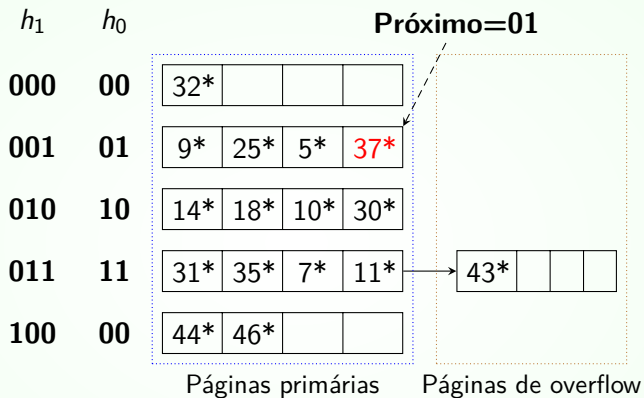 h1 h0 Próximo=01
000 00 32*
001 01 9* 25* 5* 37*
010 10 14* 18* 10* 30*
011 11 31* 35* 7* 11* 43*
100 00 44* 46*
Páginas primárias Páginas de overflow